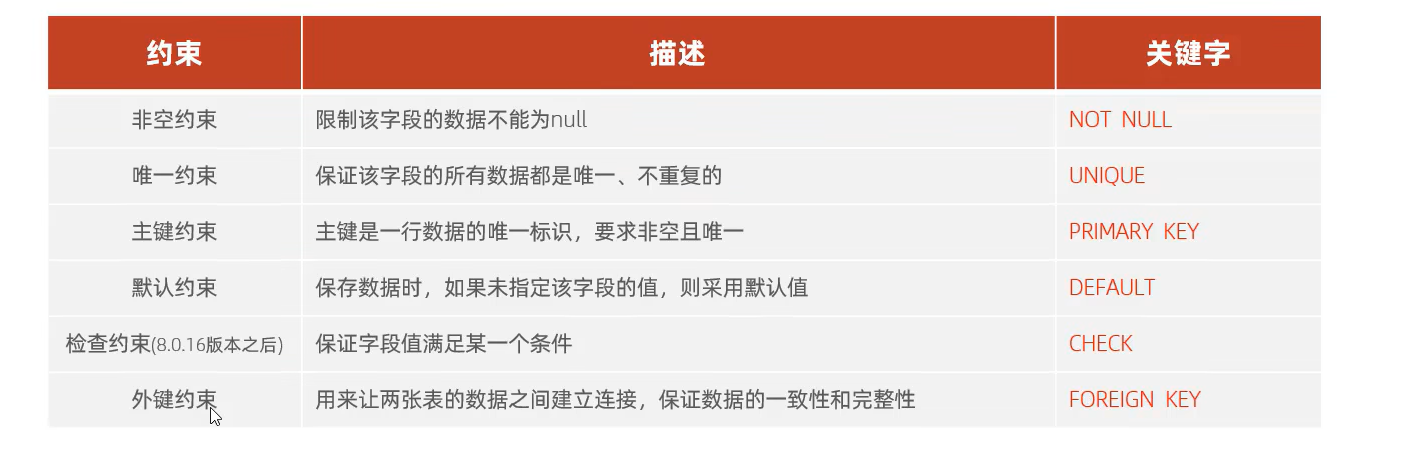 约束 描述 关键字
非空约束 限制该字段的数据不能为null NOT NULL
唯一约束 保证该字段的所有数据都是唯一、不重复的 UNIQUE
主键约束 主键是一行数据的唯一标识，要求非空且唯一 PRIMARY KEY
默认约束 保存数据时，如果未指定该字段的值，则采用默认值 DEFAULT
检查约束(8.0.16版本之后) 保证字段值满足某一个条件 CHECK
外键约束 用来让两张表的数据之间建立连接，保证数据的一致性和完整性 FOREIGN KEY